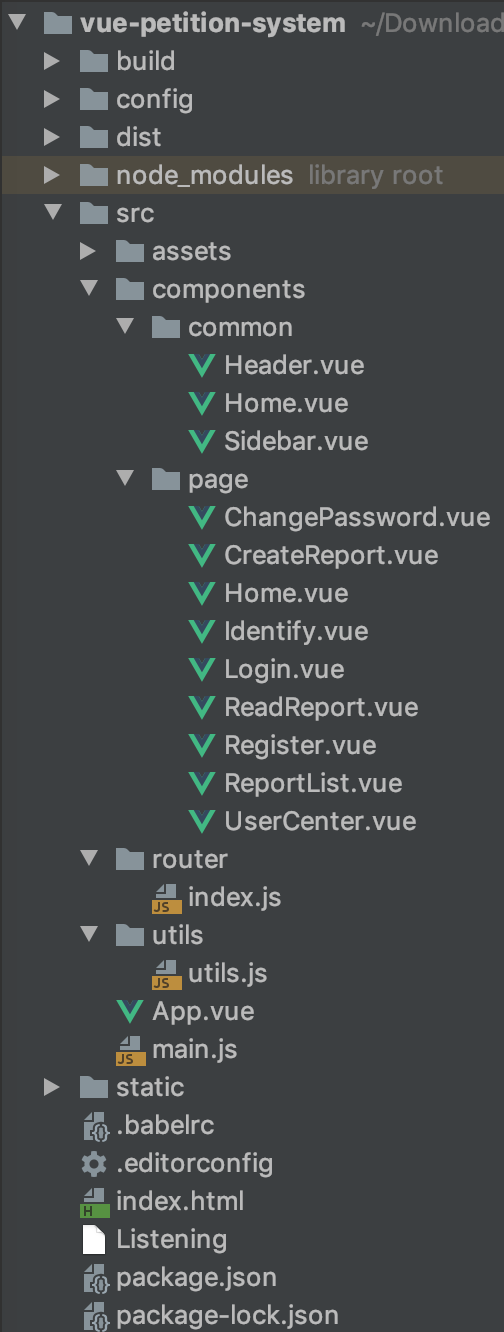 vue-petition-system ~/Download
build
config
dist
node_modules library root
src
assets
components
common
Header.vue
Home.vue
Sidebar.vue
page
ChangePassword.vue
CreateReport.vue
Home.vue
Identify.vue
Login.vue
ReadReport.vue
Register.vue
ReportList.vue
UserCenter.vue
router
JS index.js
utils
JS utils.js
App.vue
JS main.js
static
.babelrc
.editorconfig
H index.html
Listening
package.json
package-lock.json